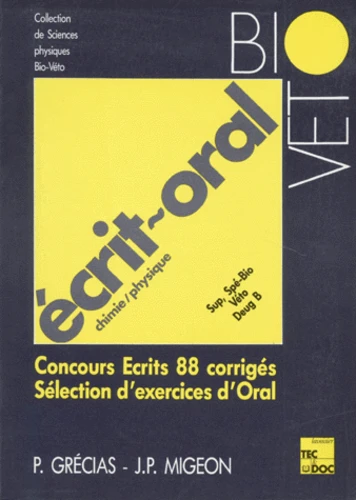 Collection
de Sciences
physiques
Bio-Véto
BIO
VETO
écrit~oral
chimie/physique
Sup, Spé-Bio
Véto
Deug B
Concours Ecrits 88 corrigés
Sélection d'exercices d'Oral
P. GRÉCIAS - J.P. MIGEON
Lavoisier
TEC
& DOC